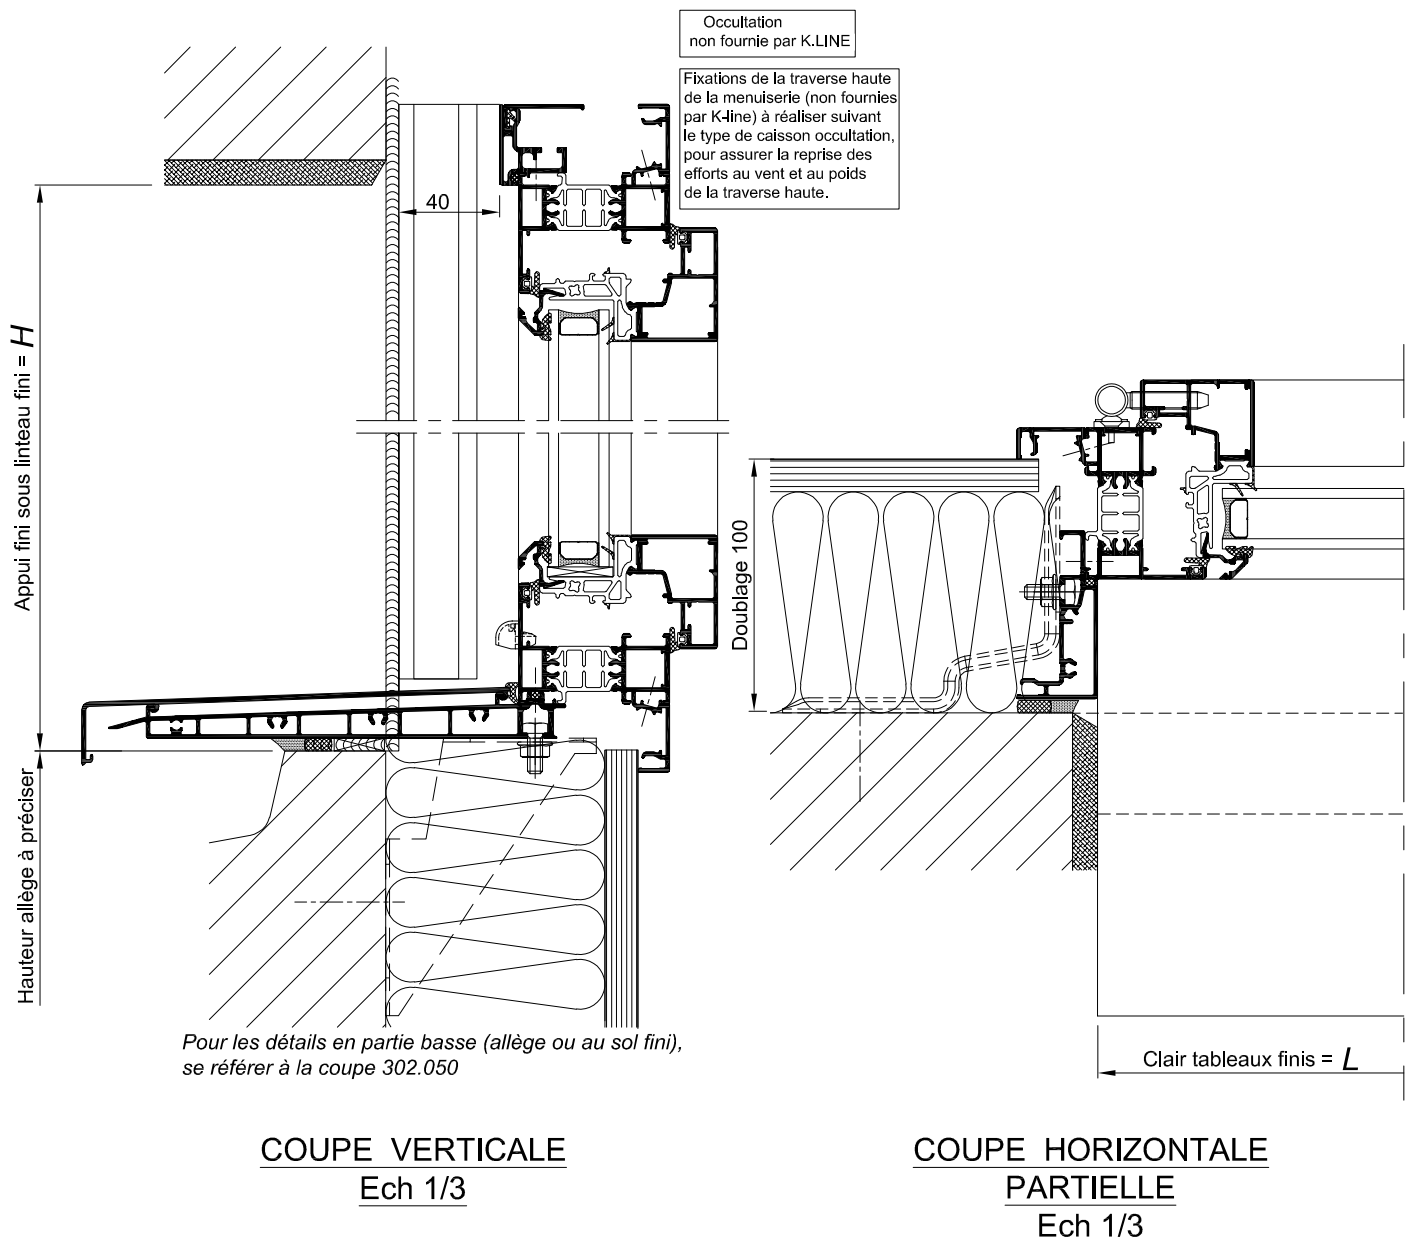 Occultation
non fournie par K.LINE
Fixations de la traverse haute
de la menuiserie (non fournies
par K-line) à réaliser suivant
le type de caisson occultation,
pour assurer la reprise des
efforts au vent et au poids
de la traverse haute.
40
Appui fini sous linteau fini = H
Hauteur allège à préciser
Doublage 100
Pour les détails en partie basse (allège ou au sol fini),
se référer à la coupe 302.050
Clair tableaux finis = L
COUPE VERTICALE
Ech 1/3
COUPE HORIZONTALE
PARTIELLE
Ech 1/3